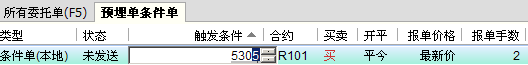 所有委托单(F5) 预埋单条件单
类型 状态 触发条件 合约 买卖 开平 报单价格 报单手数
条件单(本地) 未发送 5305 R101 买 平今 最新价 2